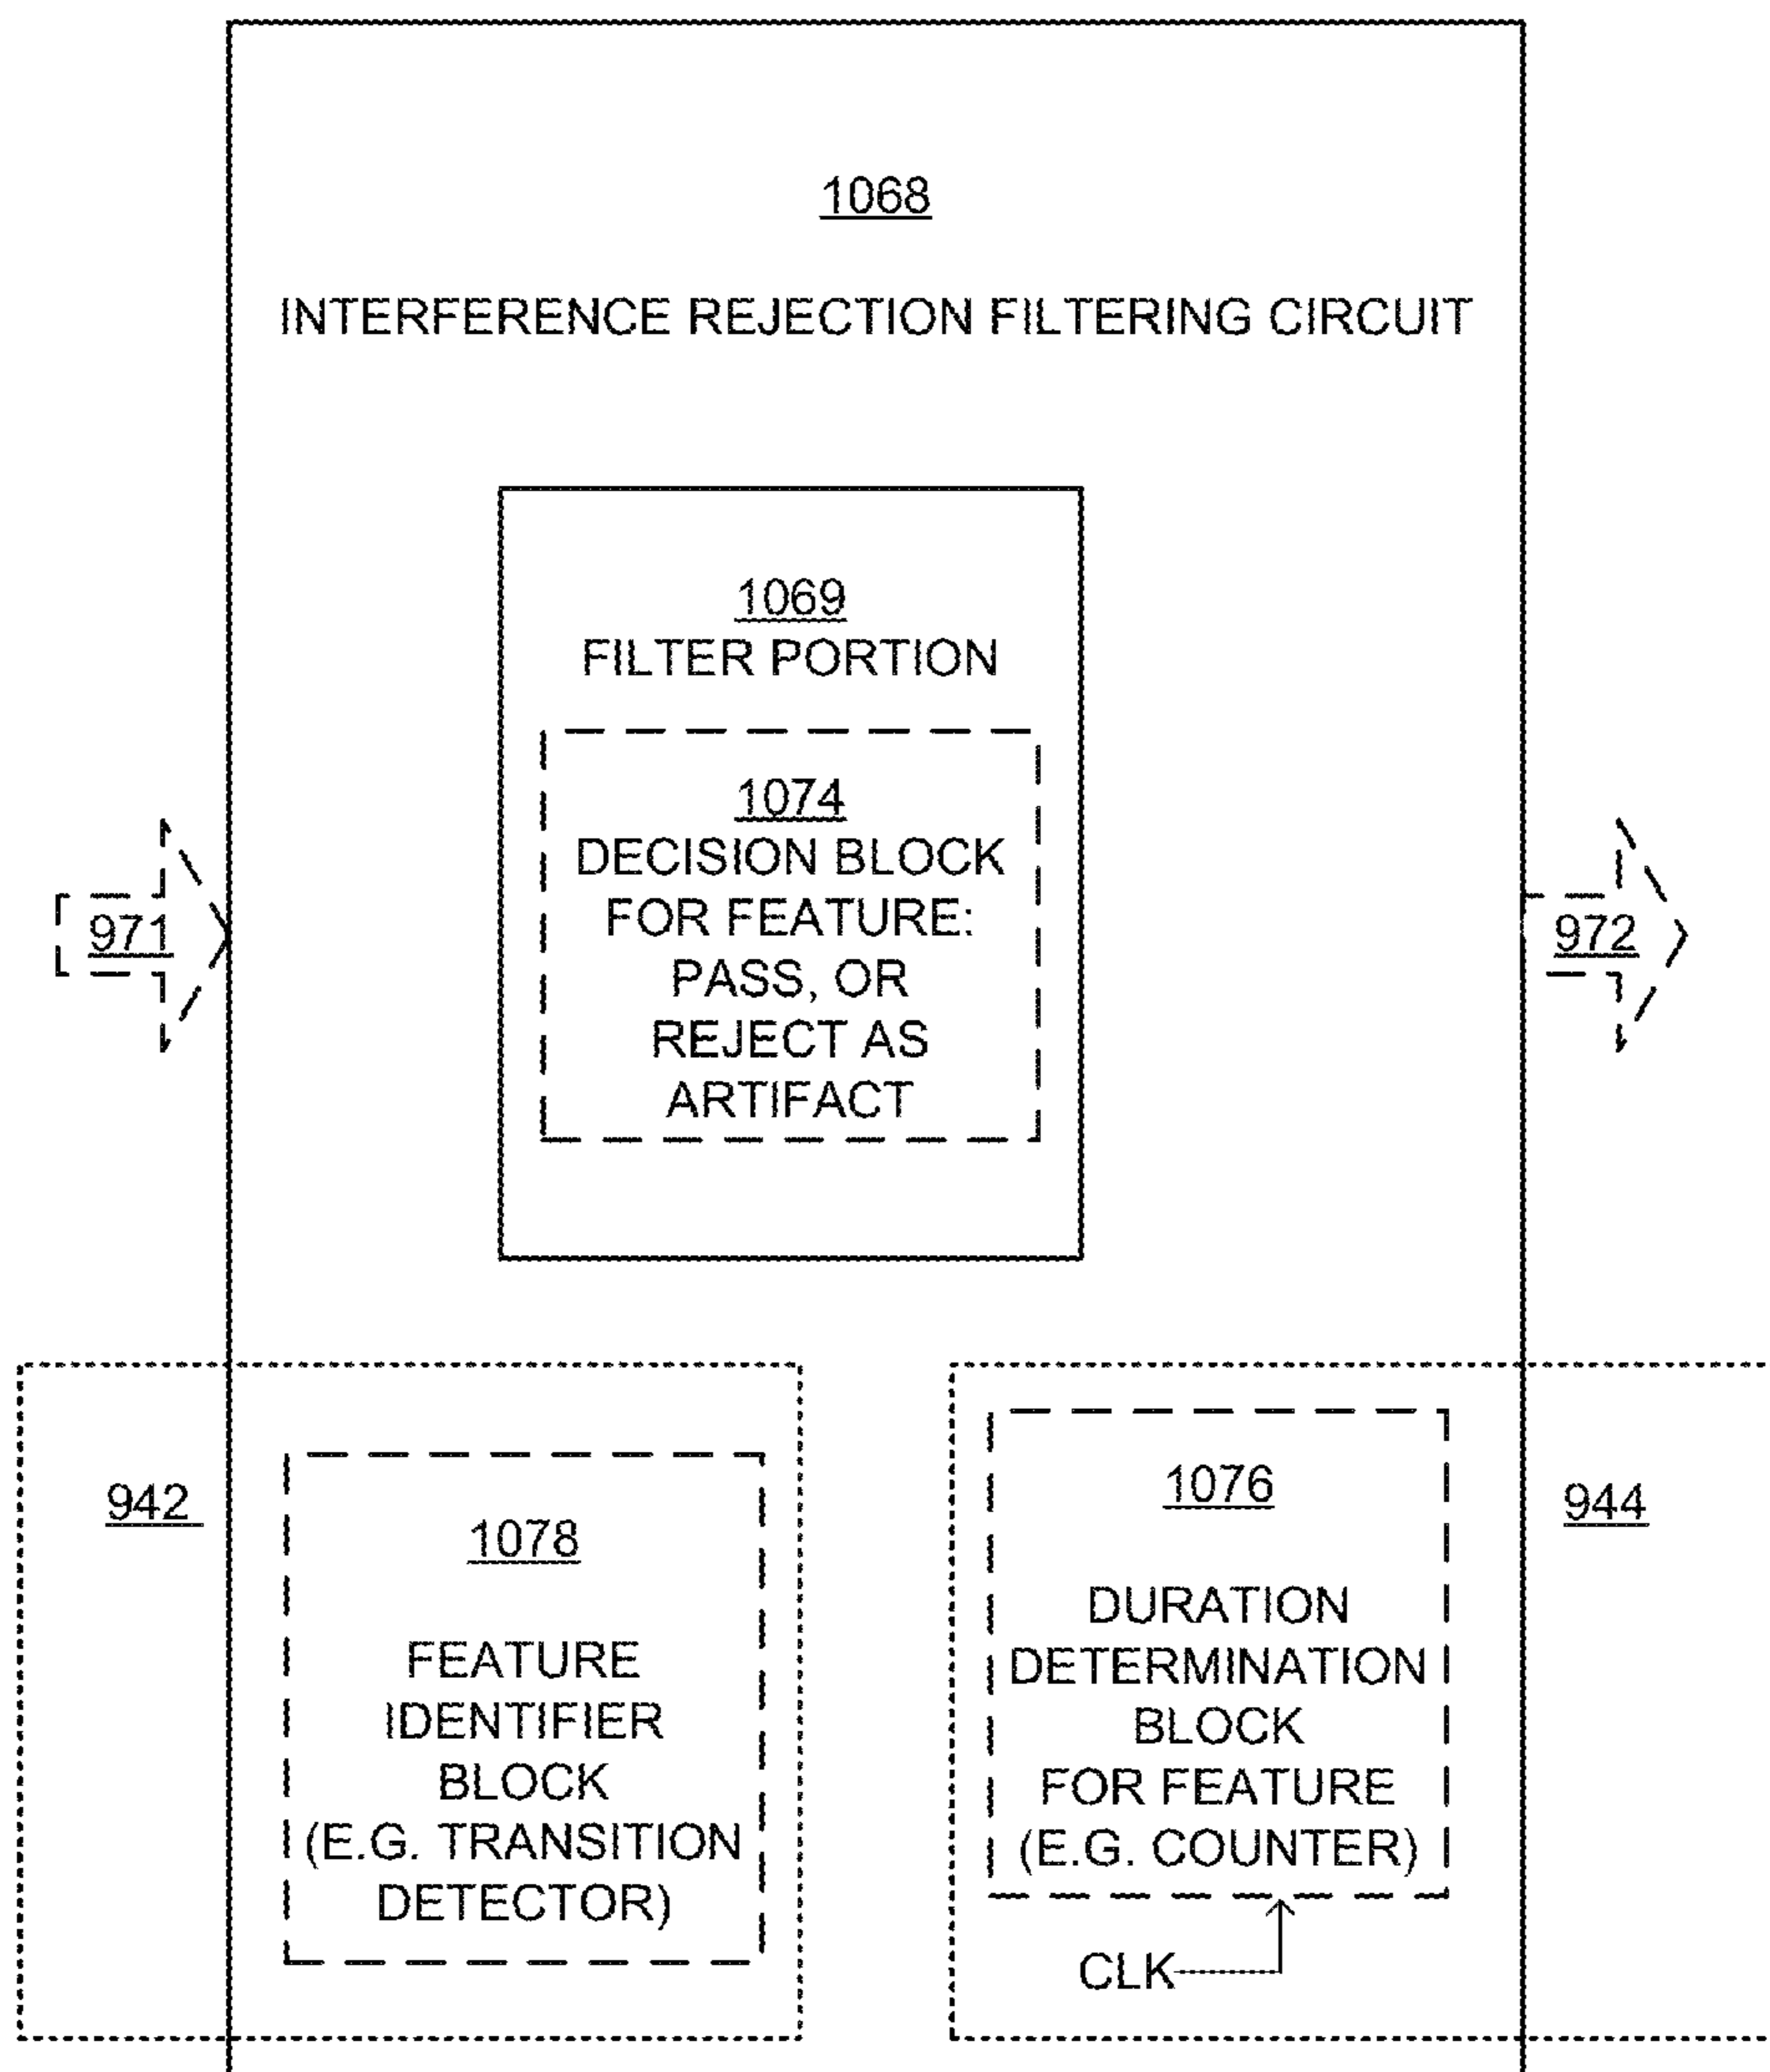 1068
INTERFERENCE REJECTION FILTERING CIRCUIT
1069
FILTER PORTION
1074
DECISION BLOCK
FOR FEATURE:
PASS, OR
REJECT AS
ARTIFACT
971
972
942
1078
FEATURE
IDENTIFIER
BLOCK
(E.G. TRANSITION
DETECTOR)
1076
DURATION
DETERMINATION
BLOCK
FOR FEATURE
(E.G. COUNTER)
CLK
944